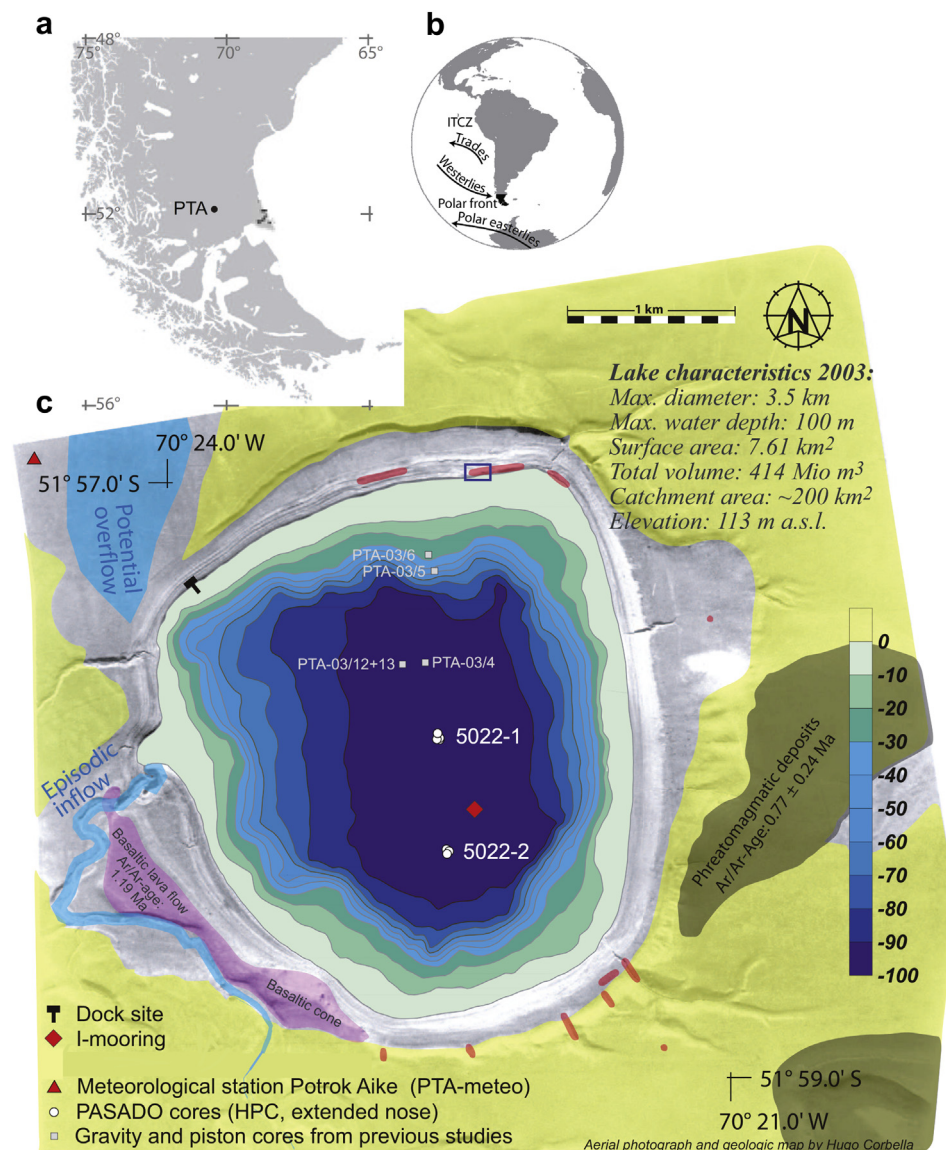 a
48°
75°
70°
65°
PTA
52°
56°
b
ITCZ
Trades
Westerlies
Polar front
Polar easterlies
c
1 km
N
Lake characteristics 2003:
Max. diameter: 3.5 km
Max. water depth: 100 m
Surface area: 7.61 km²
Total volume: 414 Mio m³
Catchment area: ~200 km²
Elevation: 113 m a.s.l.
70° 24.0' W
51° 57.0' S
Potential
overflow
PTA-03/6
PTA-03/5
PTA-03/12+13
PTA-03/4
5022-1
5022-2
Episodic
inflow
Basaltic lava flow
Ar/Ar-age:
1.19 Ma
Basaltic cone
Phreatomagmatic deposits
Ar/Ar-Age: 0.77 ± 0.24 Ma
0
-10
-20
-30
-40
-50
-60
-70
-80
-90
-100
Dock site
I-mooring
Meteorological station Potrok Aike (PTA-meteo)
PASADO cores (HPC, extended nose)
Gravity and piston cores from previous studies
51° 59.0' S
70° 21.0' W
Aerial photograph and geologic map by Hugo Corbella